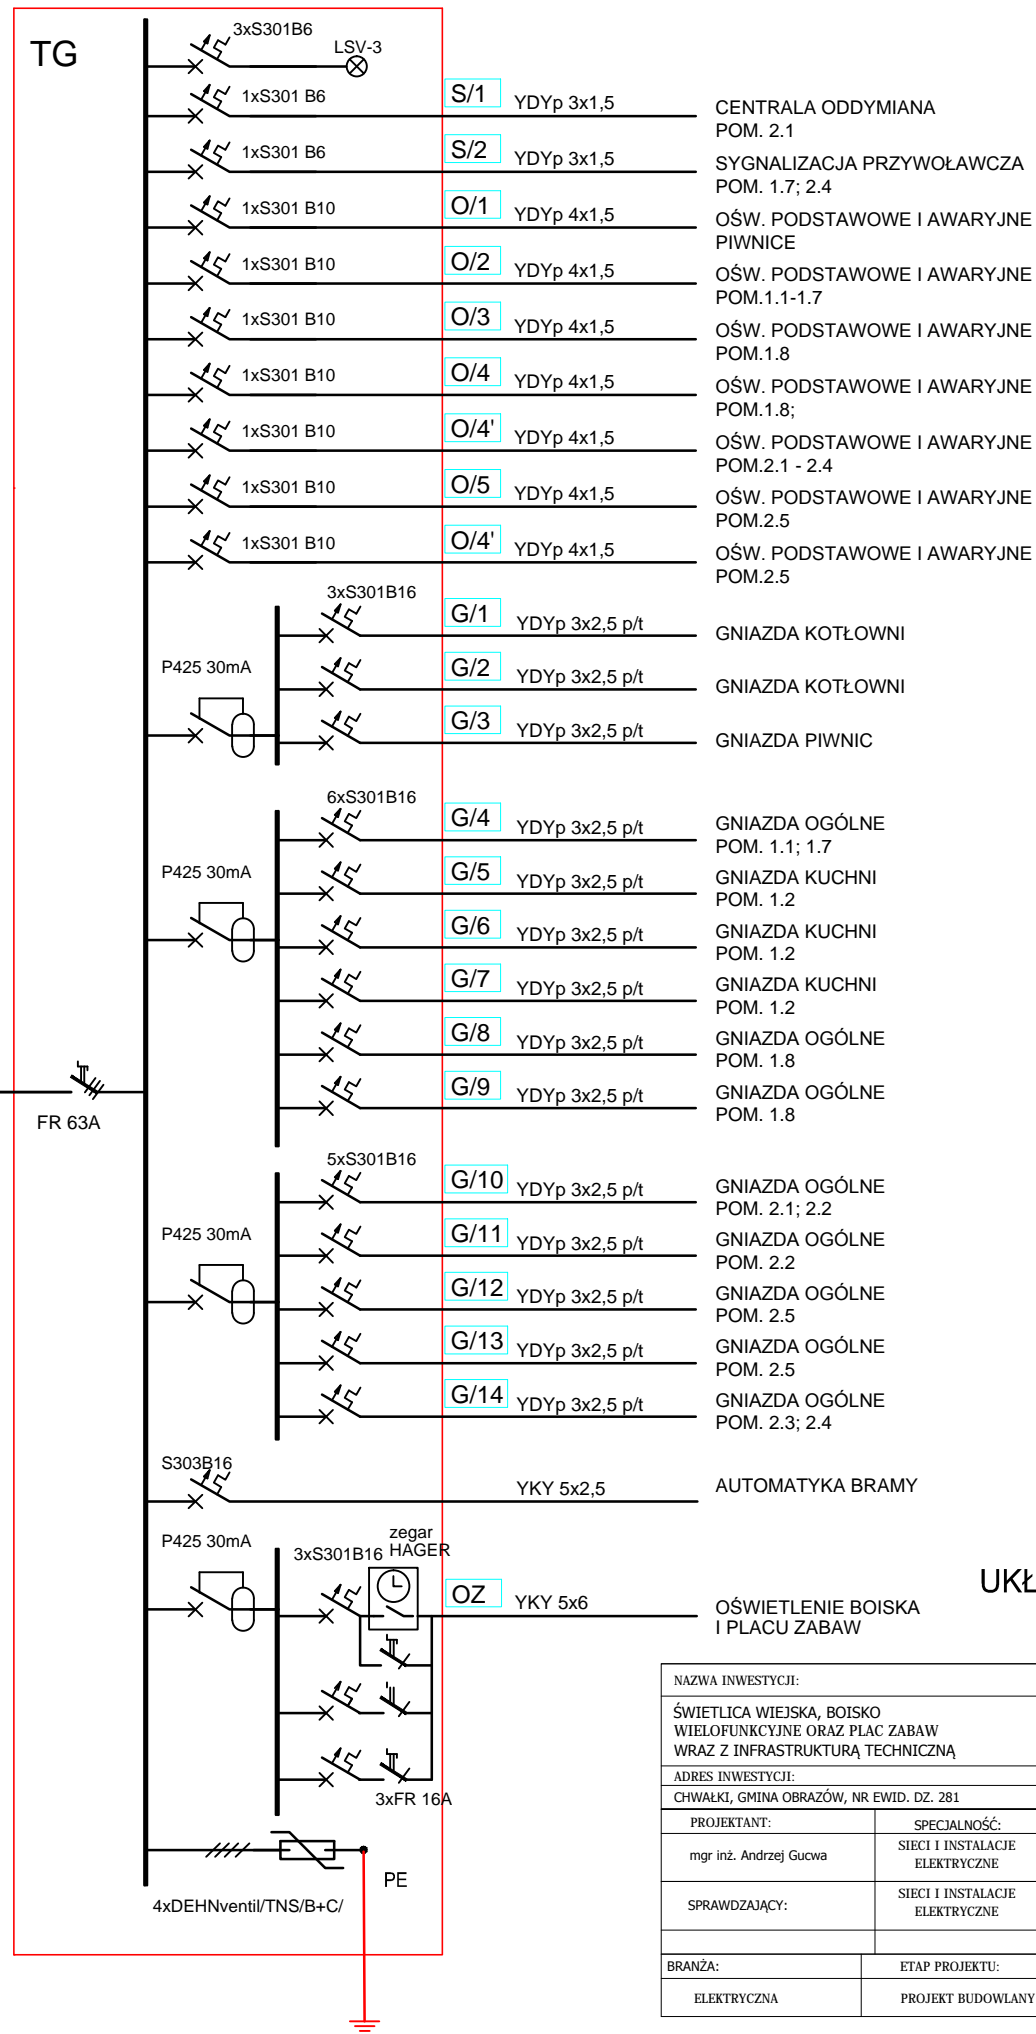 TG
3xS301B6
LSV-3
1xS301 B6
S/1
YDYp 3x1,5
CENTRALA ODDYMIANA
POM. 2.1
1xS301 B6
S/2
YDYp 3x1,5
SYGNALIZACJA PRZYWOŁAWCZA
POM. 1.7; 2.4
1xS301 B10
O/1
YDYp 4x1,5
OŚW. PODSTAWOWE I AWARYJNE
PIWNICE
1xS301 B10
O/2
YDYp 4x1,5
OŚW. PODSTAWOWE I AWARYJNE
POM.1.1-1.7
1xS301 B10
O/3
YDYp 4x1,5
OŚW. PODSTAWOWE I AWARYJNE
POM.1.8
1xS301 B10
O/4
YDYp 4x1,5
OŚW. PODSTAWOWE I AWARYJNE
POM.1.8;
1xS301 B10
O/4'
YDYp 4x1,5
OŚW. PODSTAWOWE I AWARYJNE
POM.2.1 - 2.4
1xS301 B10
O/5
YDYp 4x1,5
OŚW. PODSTAWOWE I AWARYJNE
POM.2.5
1xS301 B10
O/4'
YDYp 4x1,5
OŚW. PODSTAWOWE I AWARYJNE
POM.2.5
P425 30mA
3xS301B16
G/1
YDYp 3x2,5 p/t
GNIAZDA KOTŁOWNI
G/2
YDYp 3x2,5 p/t
GNIAZDA KOTŁOWNI
G/3
YDYp 3x2,5 p/t
GNIAZDA PIWNIC
P425 30mA
6xS301B16
G/4
YDYp 3x2,5 p/t
GNIAZDA OGÓLNE
POM. 1.1; 1.7
G/5
YDYp 3x2,5 p/t
GNIAZDA KUCHNI
POM. 1.2
G/6
YDYp 3x2,5 p/t
GNIAZDA KUCHNI
POM. 1.2
G/7
YDYp 3x2,5 p/t
GNIAZDA KUCHNI
POM. 1.2
G/8
YDYp 3x2,5 p/t
GNIAZDA OGÓLNE
POM. 1.8
G/9
YDYp 3x2,5 p/t
GNIAZDA OGÓLNE
POM. 1.8
FR 63A
P425 30mA
5xS301B16
G/10
YDYp 3x2,5 p/t
GNIAZDA OGÓLNE
POM. 2.1; 2.2
G/11
YDYp 3x2,5 p/t
GNIAZDA OGÓLNE
POM. 2.2
G/12
YDYp 3x2,5 p/t
GNIAZDA OGÓLNE
POM. 2.5
G/13
YDYp 3x2,5 p/t
GNIAZDA OGÓLNE
POM. 2.5
G/14
YDYp 3x2,5 p/t
GNIAZDA OGÓLNE
POM. 2.3; 2.4
S303B16
YKY 5x2,5
AUTOMATYKA BRAMY
P425 30mA
3xS301B16
zegar
HAGER
OZ
YKY 5x6
OŚWIETLENIE BOISKA
I PLACU ZABAW
3xFR 16A
PE
4xDEHNventil/TNS/B+C/
UKŁ
NAZWA INWESTYCJI:
ŚWIETLICA WIEJSKA, BOISKO
WIELOFUNKCYJNE ORAZ PLAC ZABAW
WRAZ Z INFRASTRUKTURĄ TECHNICZNĄ
ADRES INWESTYCJI:
CHWAŁKI, GMINA OBRAZÓW, NR EWID. DZ. 281
PROJEKTANT:
SPECJALNOŚĆ:
mgr inż. Andrzej Gucwa
SIECI I INSTALACJE
ELEKTRYCZNE
SPRAWDZAJĄCY:
SIECI I INSTALACJE
ELEKTRYCZNE
BRANŻA:
ETAP PROJEKTU:
ELEKTRYCZNA
PROJEKT BUDOWLANY